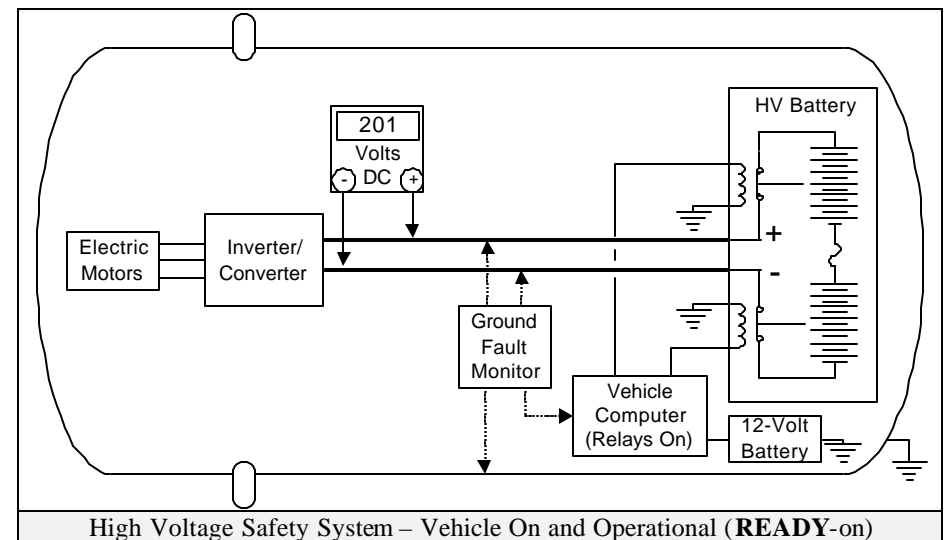 HV Battery
201
Volts
- DC +
+
-
Electric
Motors
Inverter/
Converter
Ground
Fault
Monitor
Vehicle
Computer
(Relays On)
12-Volt
Battery
High Voltage Safety System – Vehicle On and Operational (READY-on)